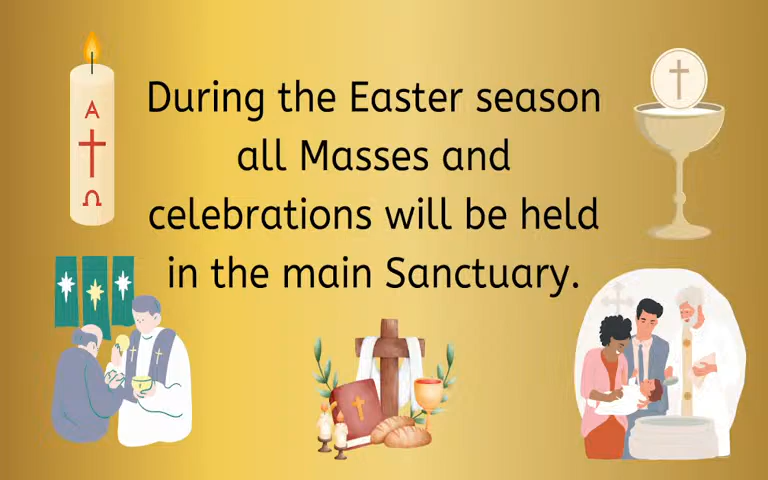 During the Easter season
all Masses and
celebrations will be held
in the main Sanctuary.
Α
Ω